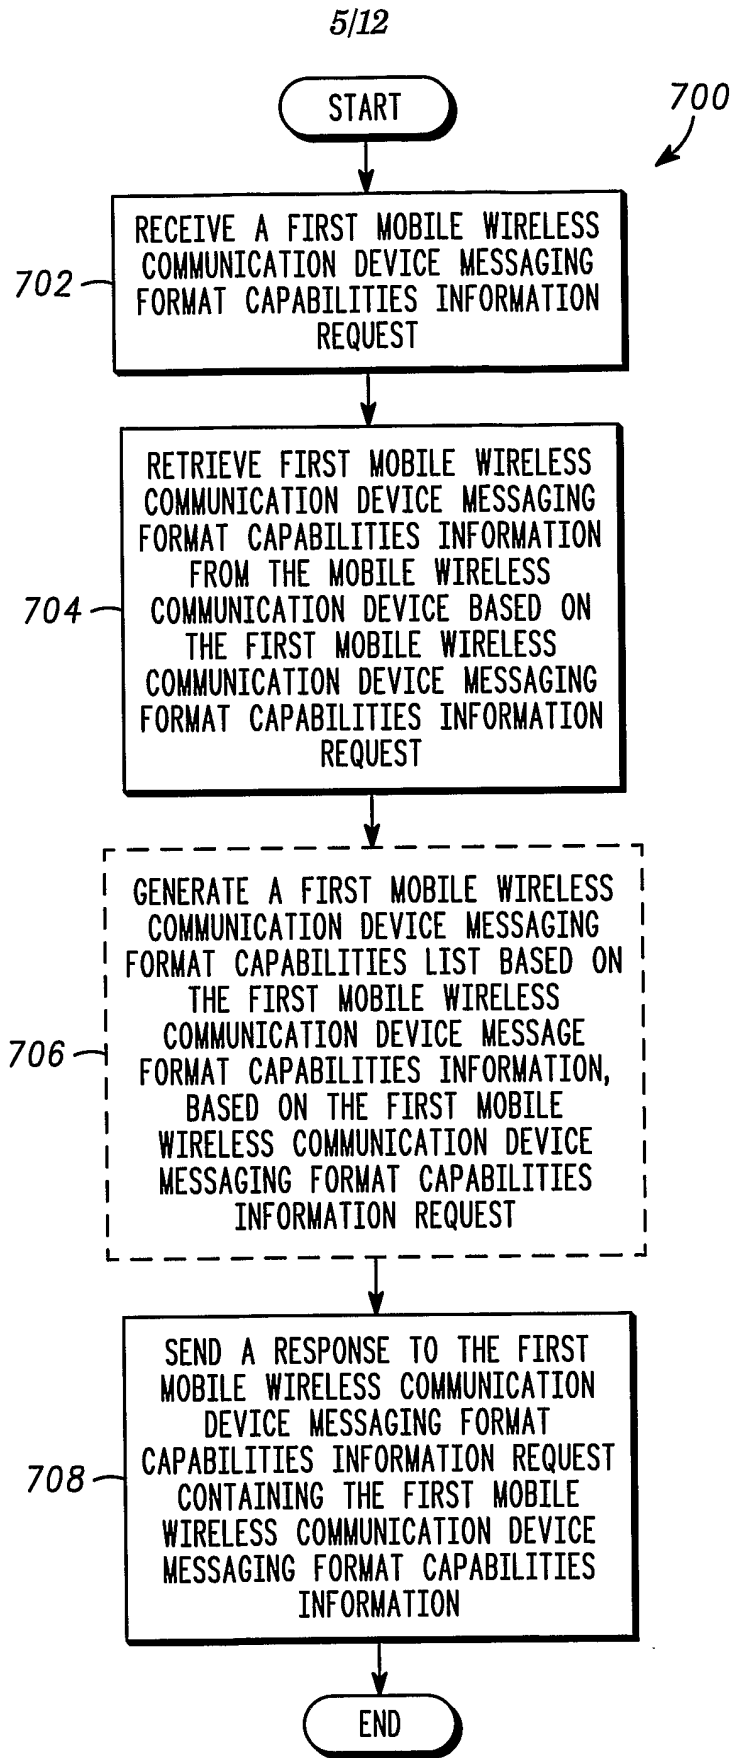 5/12
START
700
RECEIVE A FIRST MOBILE WIRELESS
COMMUNICATION DEVICE MESSAGING
FORMAT CAPABILITIES INFORMATION
REQUEST
702
RETRIEVE FIRST MOBILE WIRELESS
COMMUNICATION DEVICE MESSAGING
FORMAT CAPABILITIES INFORMATION
FROM THE MOBILE WIRELESS
COMMUNICATION DEVICE BASED ON
THE FIRST MOBILE WIRELESS
COMMUNICATION DEVICE MESSAGING
FORMAT CAPABILITIES INFORMATION
REQUEST
704
GENERATE A FIRST MOBILE WIRELESS
COMMUNICATION DEVICE MESSAGING
FORMAT CAPABILITIES LIST BASED ON
THE FIRST MOBILE WIRELESS
COMMUNICATION DEVICE MESSAGE
FORMAT CAPABILITIES INFORMATION,
BASED ON THE FIRST MOBILE
WIRELESS COMMUNICATION DEVICE
MESSAGING FORMAT CAPABILITIES
INFORMATION REQUEST
706
SEND A RESPONSE TO THE FIRST
MOBILE WIRELESS COMMUNICATION
DEVICE MESSAGING FORMAT
CAPABILITIES INFORMATION REQUEST
CONTAINING THE FIRST MOBILE
WIRELESS COMMUNICATION DEVICE
MESSAGING FORMAT CAPABILITIES
INFORMATION
708
END